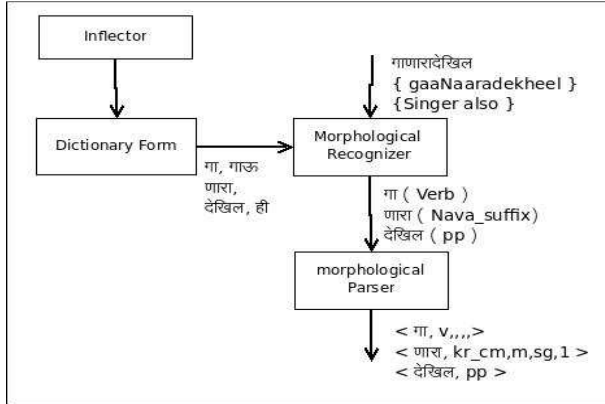 Inflector
गाणारादेखिल
{ gaaNaaradekheel }
{Singer also }
Dictionary Form
Morphological
Recognizer
गा, गाऊ
णारा,
देखिल, ही
गा ( Verb )
णारा ( Nava_suffix)
देखिल ( pp )
morphological
Parser
< गा, v,,,,>
< णारा, kr_cm,m,sg,1 >
< देखिल, pp >